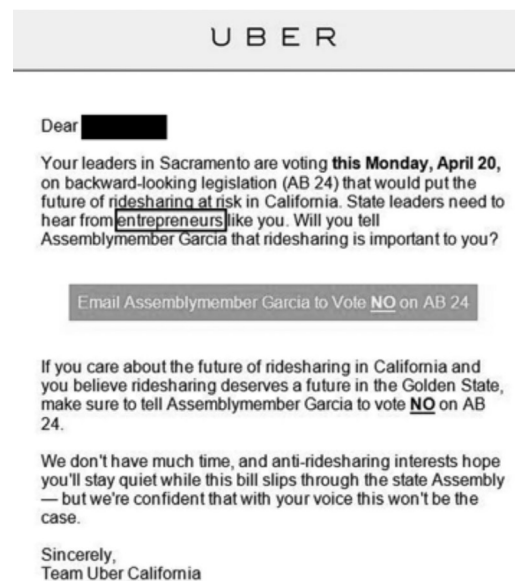 UBER
Dear
Your leaders in Sacramento are voting this Monday, April 20,
on backward-looking legislation (AB 24) that would put the
future of ridesharing at risk in California. State leaders need to
hear from entrepreneurs like you. Will you tell
Assemblymember Garcia that ridesharing is important to you?
Email Assemblymember Garcia to Vote NO on AB 24
If you care about the future of ridesharing in California and
you believe ridesharing deserves a future in the Golden State,
make sure to tell Assemblymember Garcia to vote NO on AB
24.
We don't have much time, and anti-ridesharing interests hope
you'll stay quiet while this bill slips through the state Assembly
— but we're confident that with your voice this won't be the
case.
Sincerely,
Team Uber California